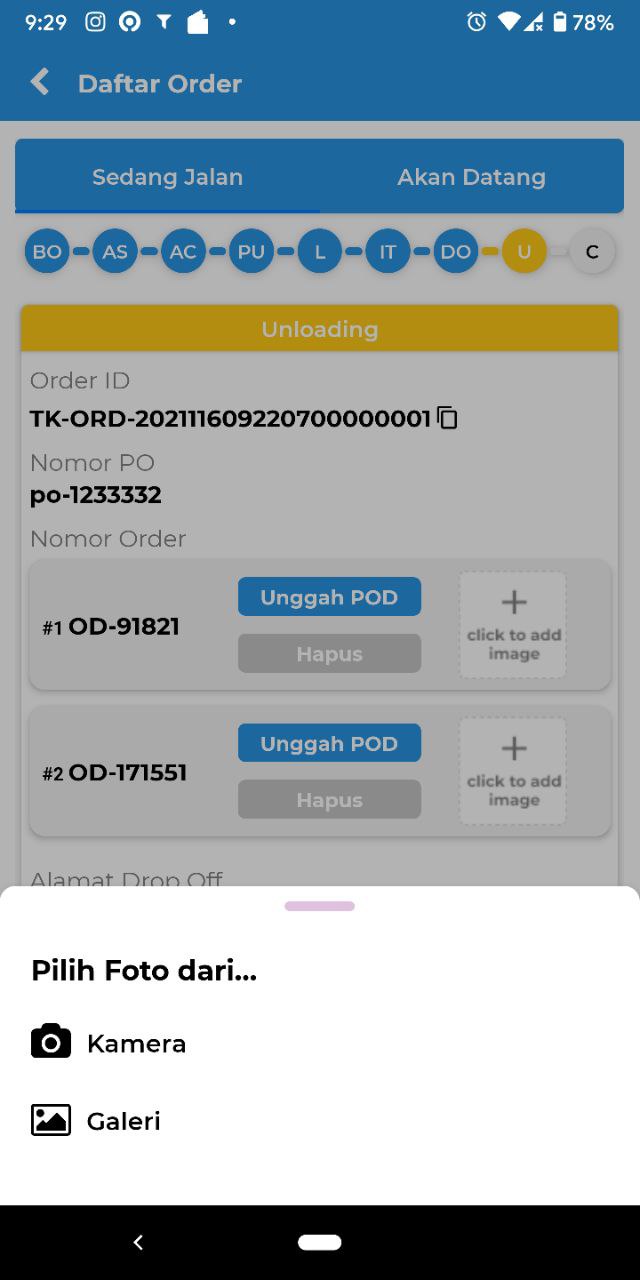 9:29
78%
Daftar Order
Sedang Jalan
Akan Datang
BO AS AC PU L IT DO U C
Unloading
Order ID
TK-ORD-202111609220700000001
Nomor PO
po-1233332
Nomor Order
#1 OD-91821
Unggah POD
Hapus
click to add
image
#2 OD-171551
Unggah POD
Hapus
click to add
image
Alamat Drop Off
Pilih Foto dari...
Kamera
Galeri